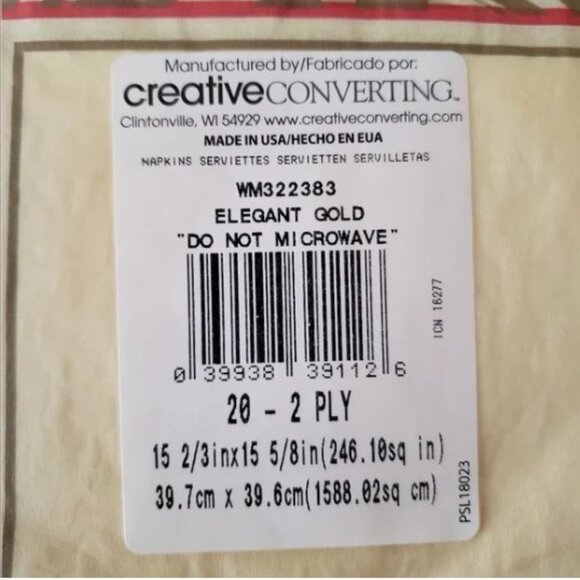 Manufactured by/Fabricado por:
creativeCONVERTING™
Clintonville, WI 54929 www.creativeconverting.com
MADE IN USA/HECHO EN EUA
NAPKINS SERVIETTES SERVIETTEN SERVILLETAS
WM322383
ELEGANT GOLD
"DO NOT MICROWAVE"
ICN 16277
0 39938 39112 6
20 - 2 PLY
15 2/3inx15 5/8in(246.10sq in)
39.7cm x 39.6cm(1588.02sq cm)
PSL18023